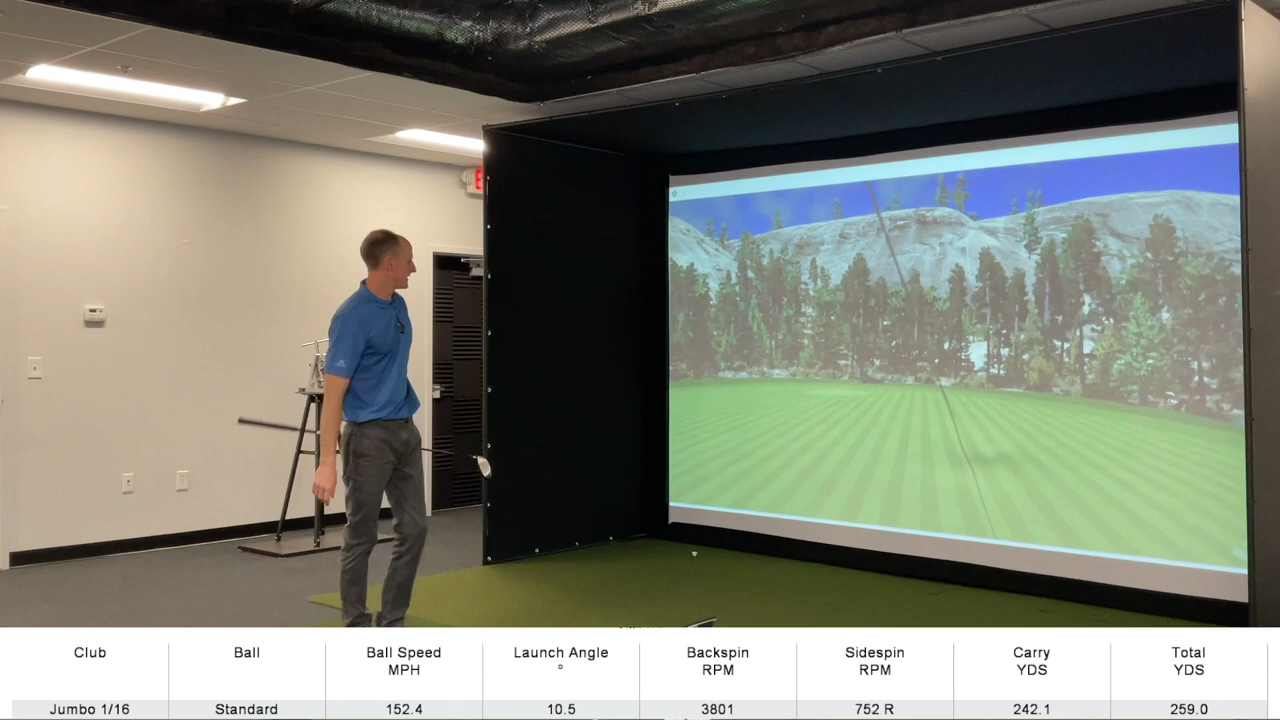 Club Ball Ball Speed MPH Launch Angle ° Backspin RPM Sidespin RPM Carry YDS Total YDS
Jumbo 1/16 Standard 152.4 10.5 3801 752 R 242.1 259.0